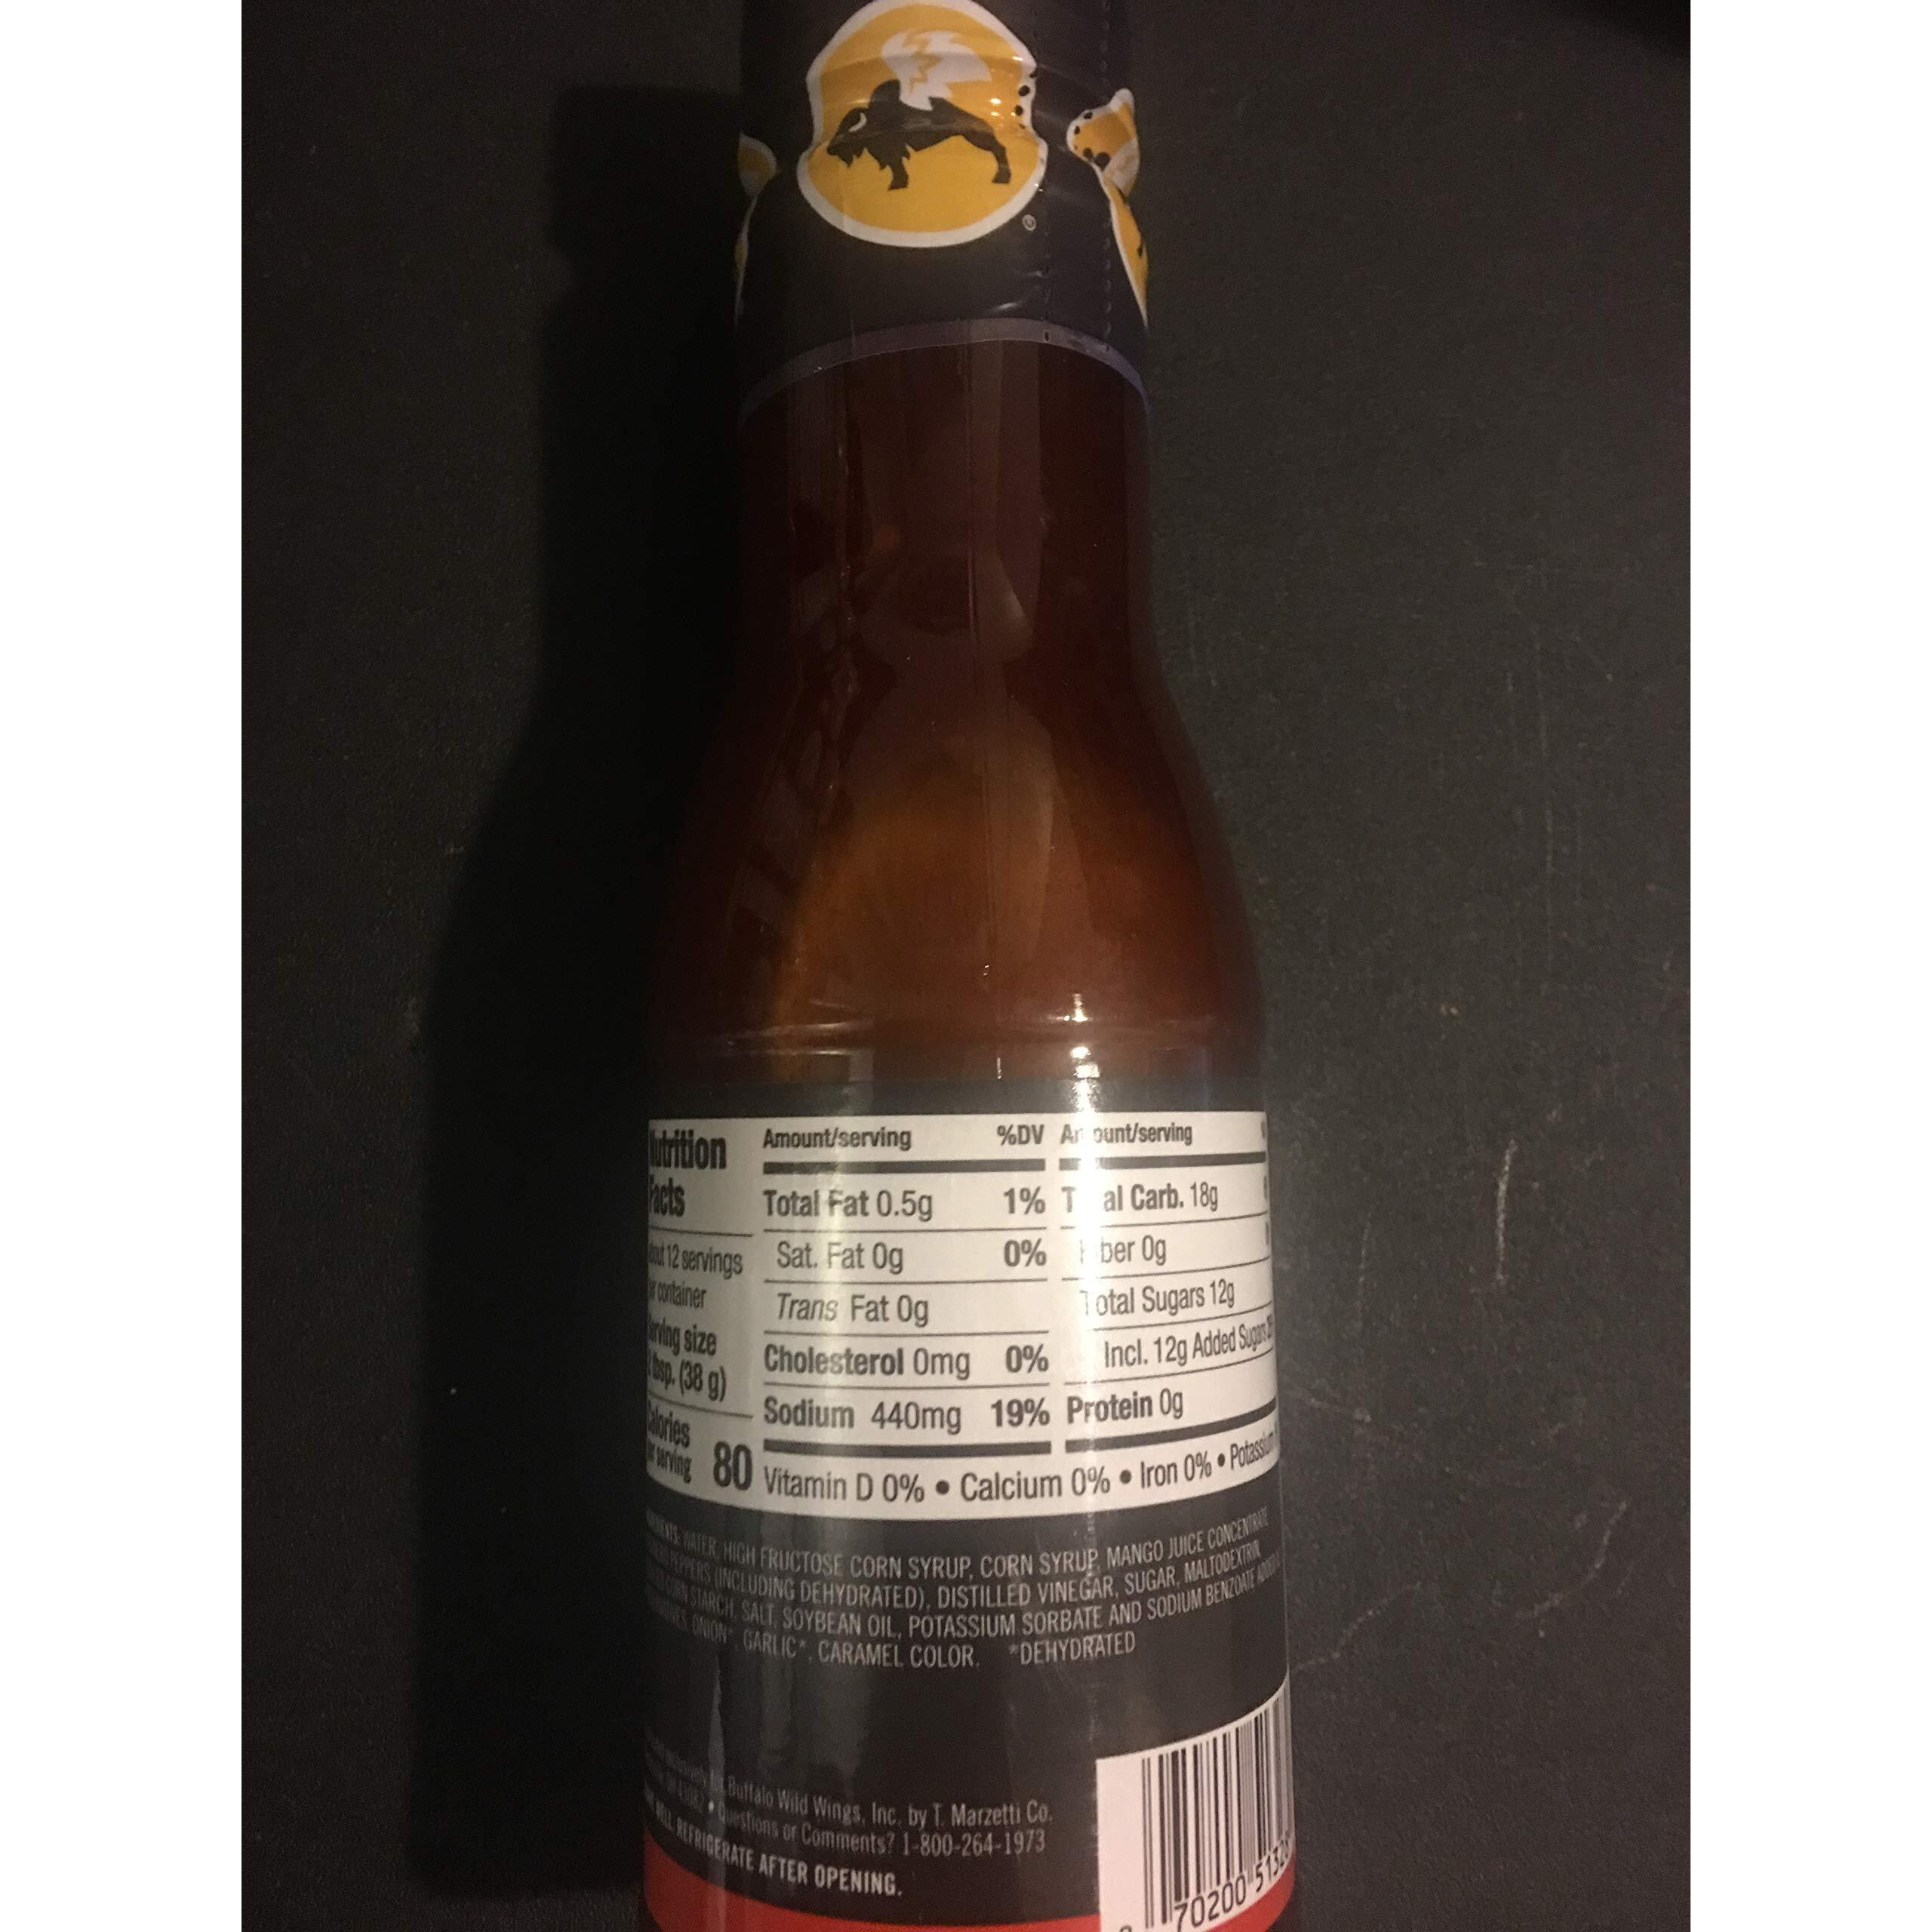 ®
Nutrition
Facts
about 12 servings
per container
Serving size
2 tbsp. (38 g)
Calories
per serving 80
Amount/serving %DV
Total Fat 0.5g 1%
Sat. Fat 0g 0%
Trans Fat 0g
Cholesterol 0mg 0%
Sodium 440mg 19%
Amount/serving
Total Carb. 18g
Fiber 0g
Total Sugars 12g
Incl. 12g Added Sugars
Protein 0g
Vitamin D 0% • Calcium 0% • Iron 0% • Potassium
INGREDIENTS: WATER, HIGH FRUCTOSE CORN SYRUP, CORN SYRUP, MANGO JUICE CONCENTRATE
PEPPERS (INCLUDING DEHYDRATED), DISTILLED VINEGAR, SUGAR, MALTODEXTRIN,
CORN STARCH, SALT, SOYBEAN OIL, POTASSIUM SORBATE AND SODIUM BENZOATE
ONION*, GARLIC*, CARAMEL COLOR. *DEHYDRATED
Buffalo Wild Wings, Inc. by T. Marzetti Co.
• Questions or Comments? 1-800-264-1973
REFRIGERATE AFTER OPENING.
70200